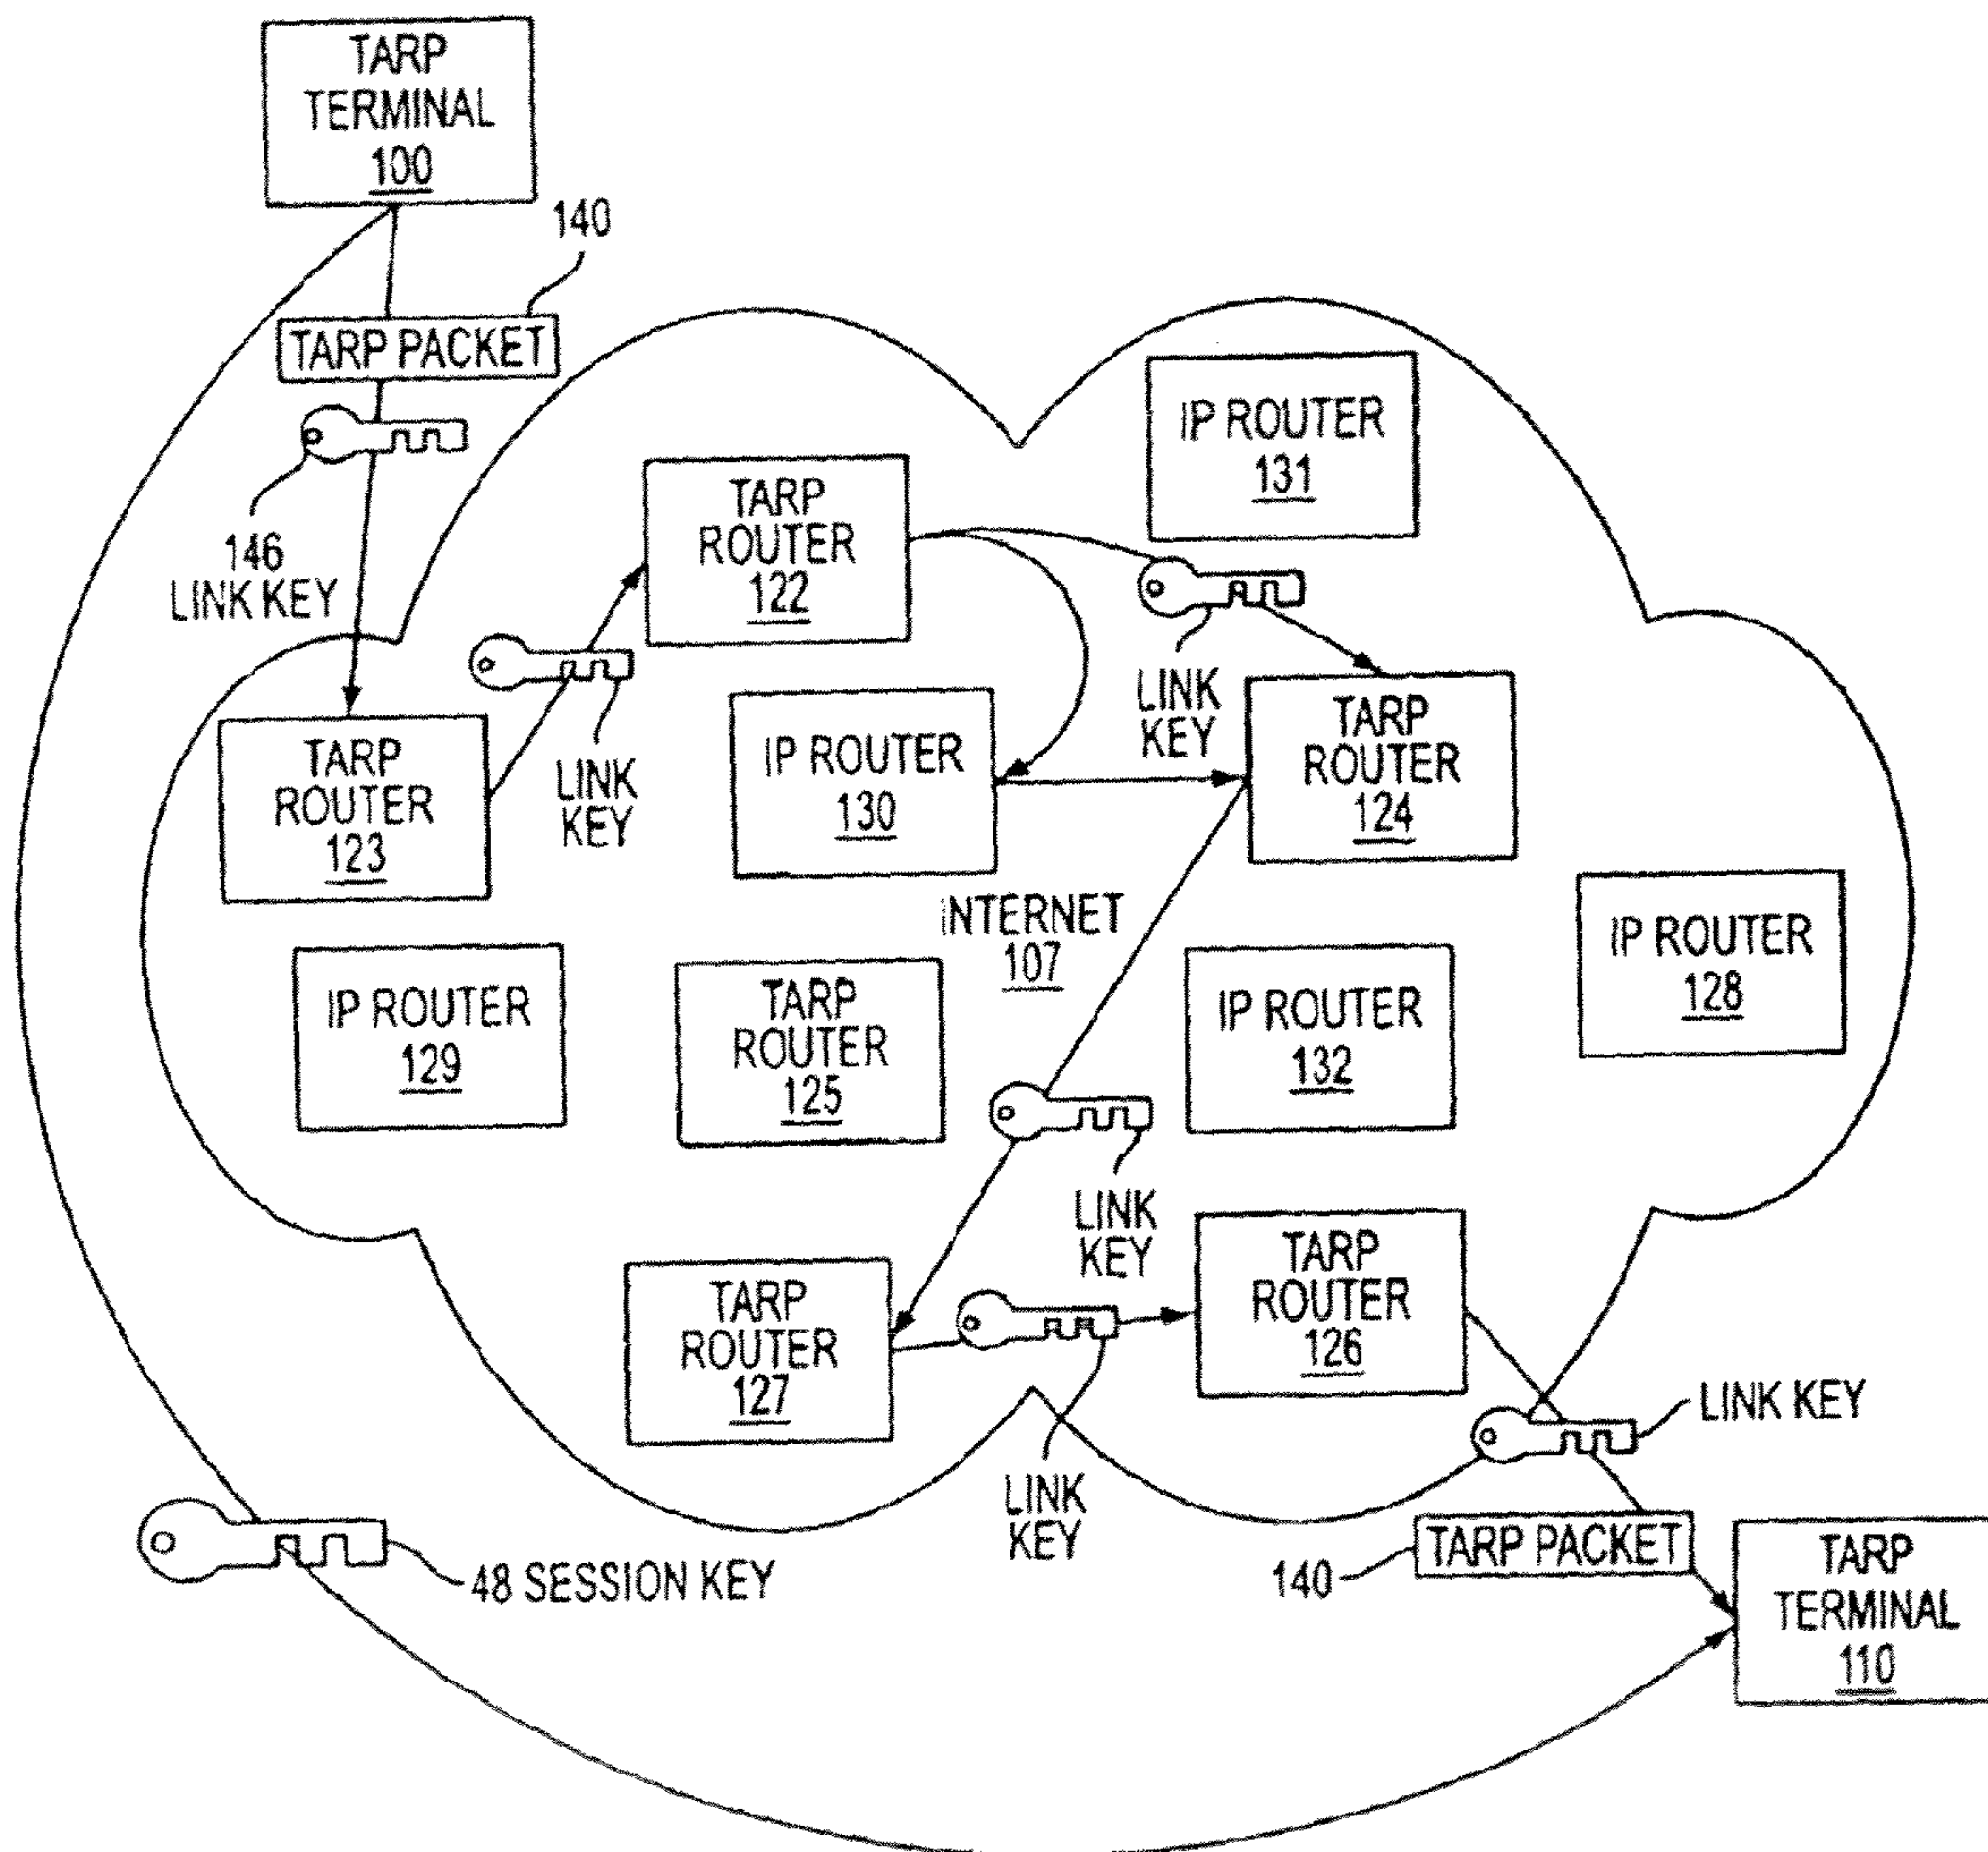 TARP
TERMINAL
100
140
TARP PACKET
146
LINK KEY
IP ROUTER
131
TARP
ROUTER
122
LINK
KEY
TARP
ROUTER
123
LINK
KEY
IP ROUTER
130
TARP
ROUTER
124
INTERNET
107
IP ROUTER
128
IP ROUTER
129
TARP
ROUTER
125
IP ROUTER
132
LINK
KEY
TARP
ROUTER
127
TARP
ROUTER
126
LINK KEY
LINK
KEY
48 SESSION KEY
140
TARP PACKET
TARP
TERMINAL
110